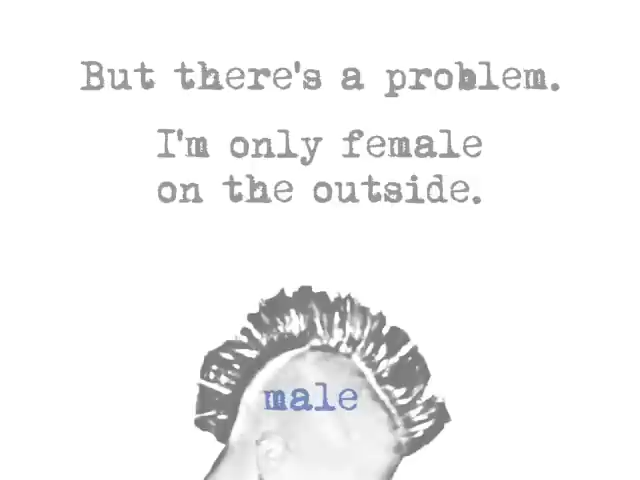 But there's a problem.
I'm only female
on the outside.
male